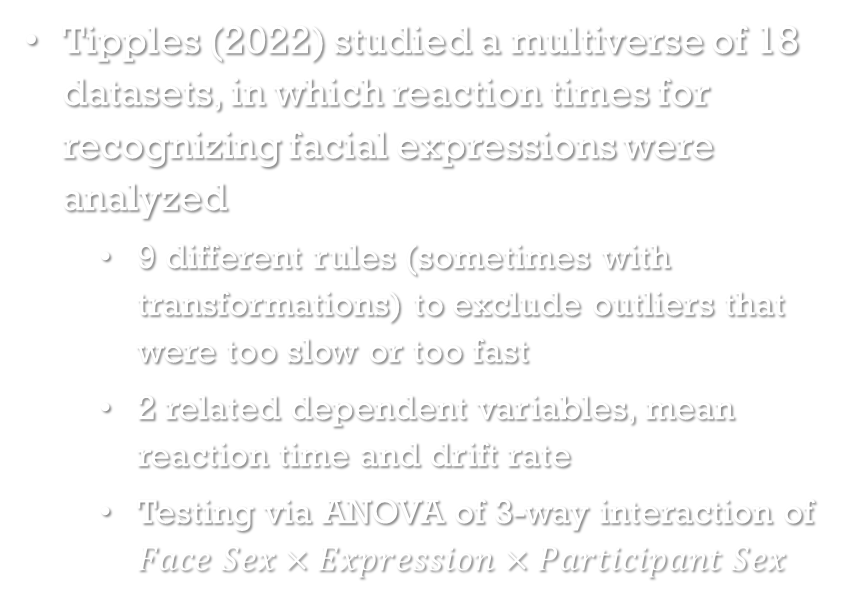 • Tipples (2022) studied a multiverse of 18
datasets, in which reaction times for
recognizing facial expressions were
analyzed
• 9 different rules (sometimes with
transformations) to exclude outliers that
were too slow or too fast
• 2 related dependent variables, mean
reaction time and drift rate
• Testing via ANOVA of 3-way interaction of
Face Sex × Expression × Participant Sex